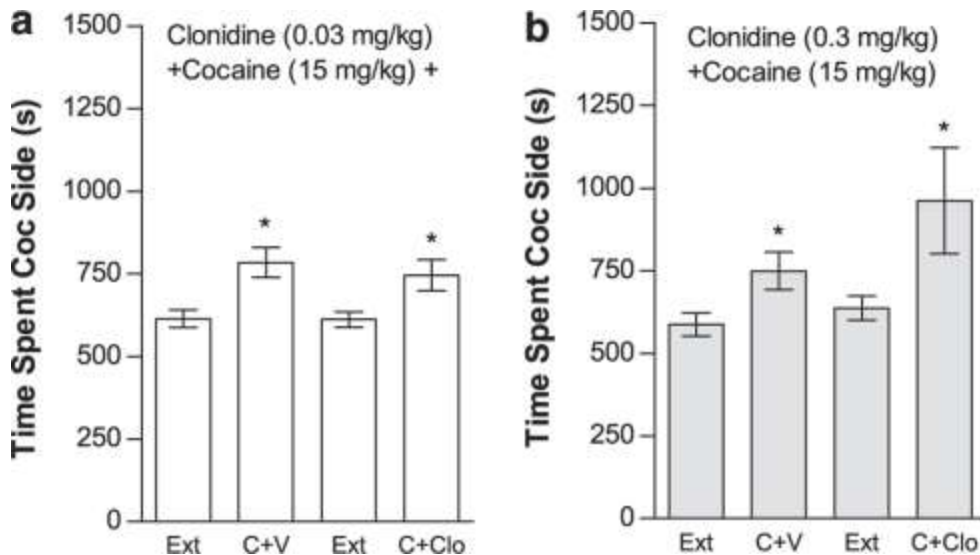 a
Clonidine (0.03 mg/kg)
+Cocaine (15 mg/kg) +
Time Spent Coc Side (s)
1500
1250
1000
750
500
250
0
*
*
Ext C+V Ext C+Clo
b
Clonidine (0.3 mg/kg)
+Cocaine (15 mg/kg)
Time Spent Coc Side (s)
1500
1250
1000
750
500
250
0
*
*
Ext C+V Ext C+Clo